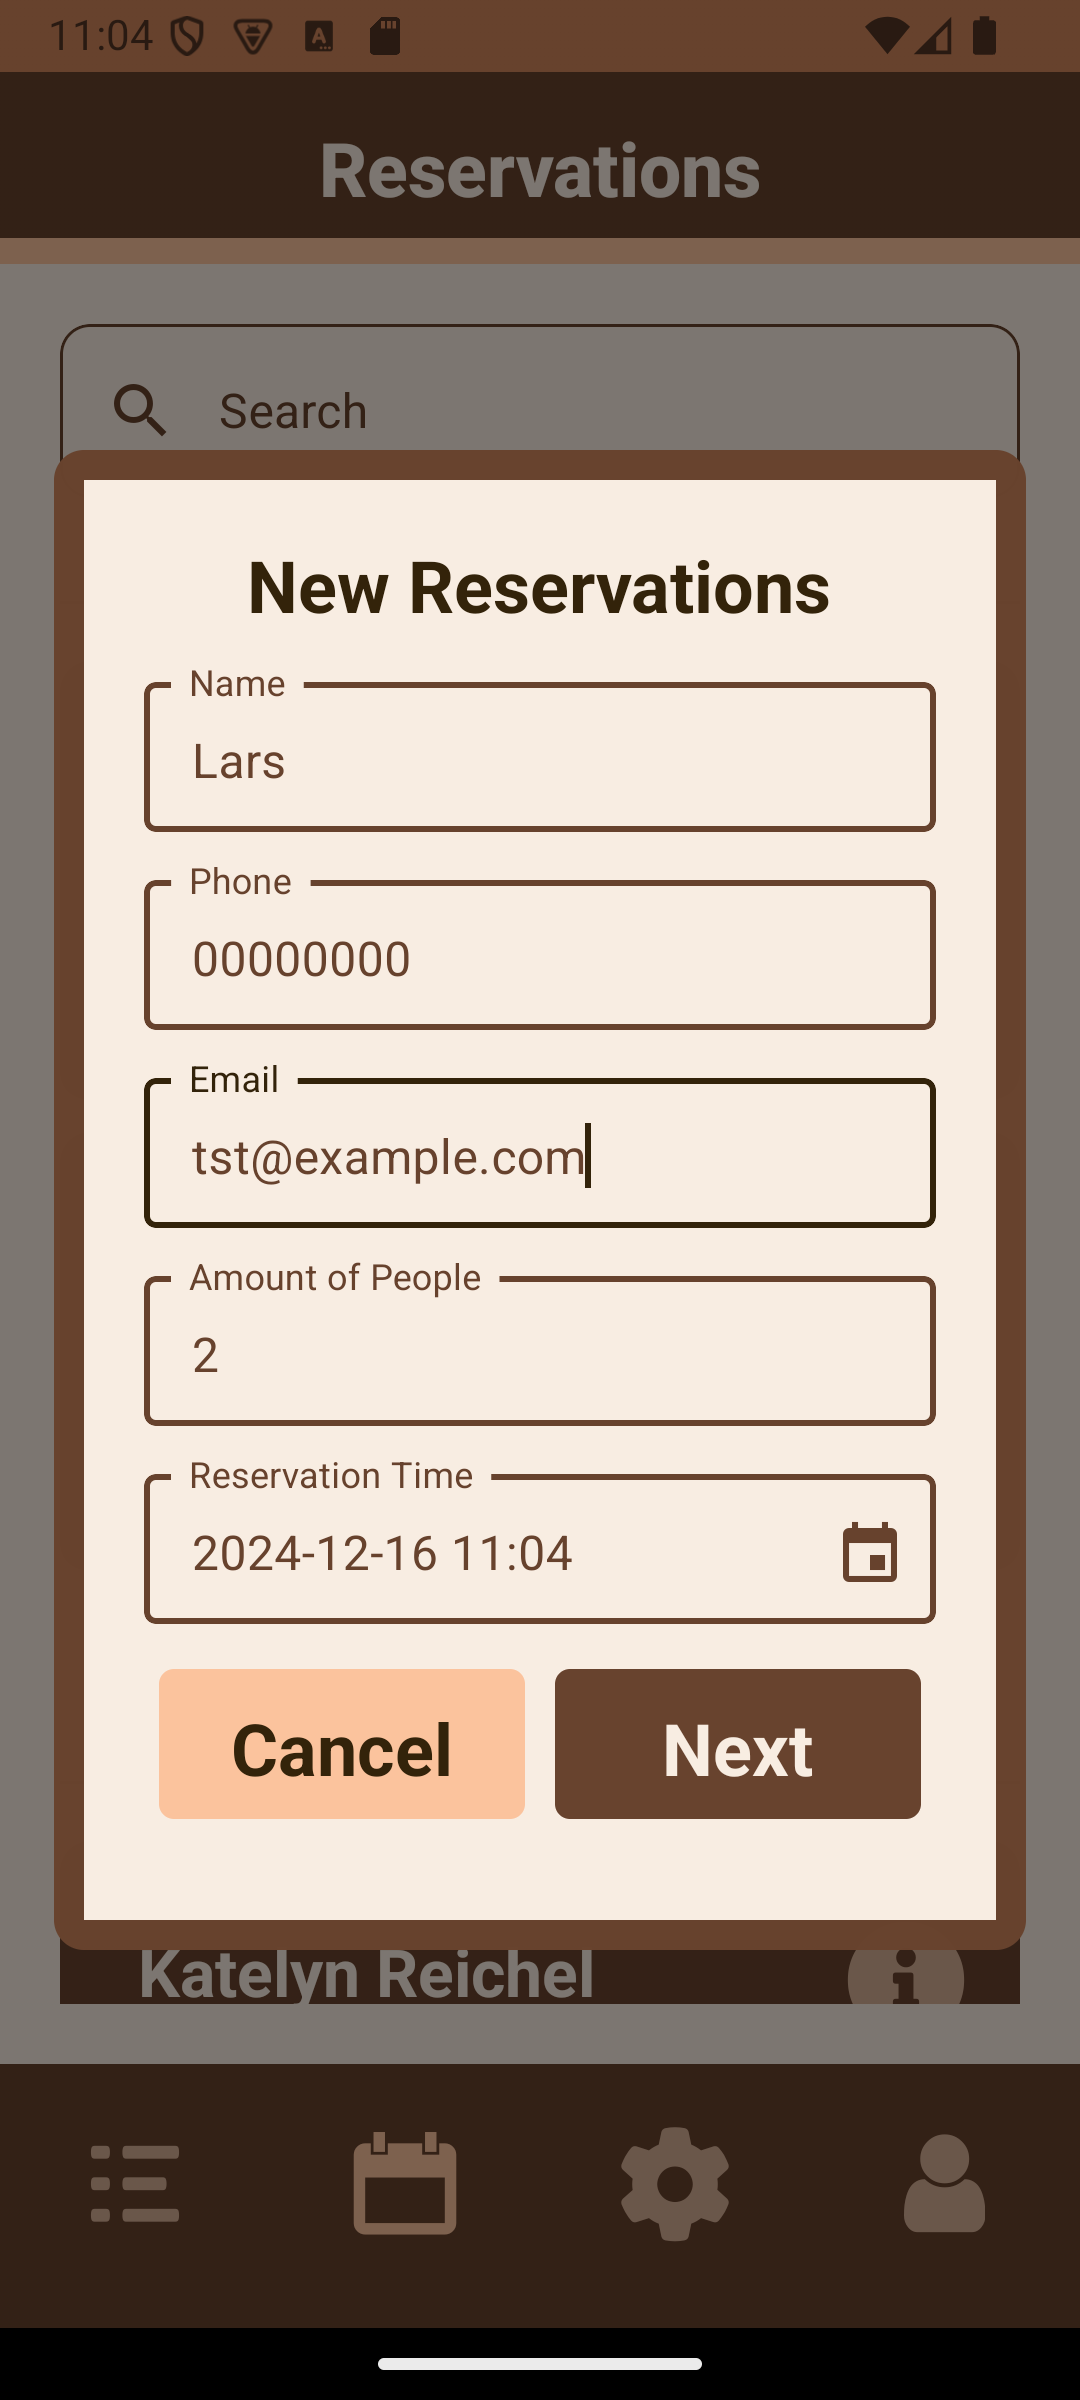 11:04
Reservations
Search
New Reservations
Name
Lars
Phone
00000000
Email
tst@example.com
Amount of People
2
Reservation Time
2024-12-16 11:04
Cancel
Next
Katelyn Reichel